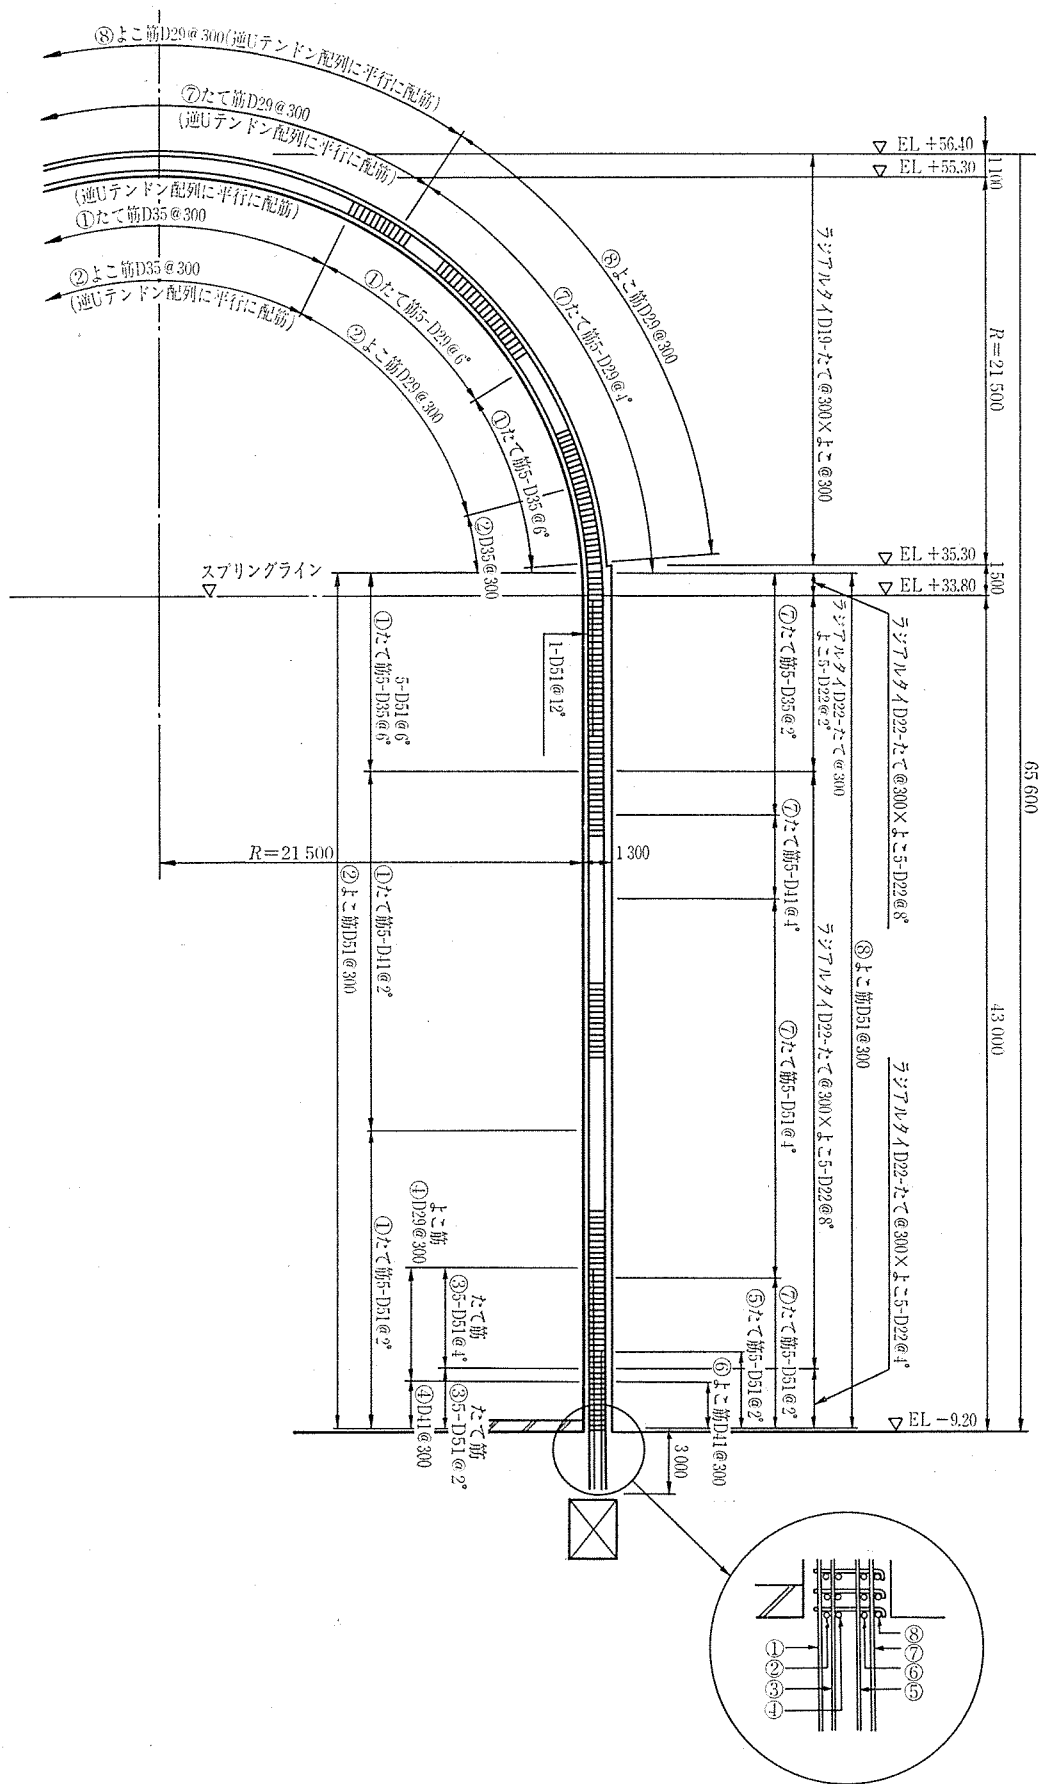 ⑧よこ筋D29@300(逆Uテンドン配列に平行に配筋)
⑦たて筋D29@300
(逆Uテンドン配列に平行に配筋)
(逆Uテンドン配列に平行に配筋)
①たて筋D35@300
②よこ筋D35@300
(逆Uテンドン配列に平行に配筋)
①たて筋5-D29@6°
②よこ筋D29@300
①たて筋5-D35@6°
②D35@300
⑦たて筋5-D29@4°
⑧よこ筋D29@300
EL +56.40
EL +55.30
1100
ラジアルタイD19-たて@300×よこ@300
R=21 500
EL +35.30
1 500
EL +33.80
スプリングライン
5-D51@6°
①たて筋5-D35@6°
1-D51@12°
⑦たて筋5-D35@2°
ラジアルタイD22-たて@300
よこ5-D22@2°
ラジアルタイD22-たて@300×よこ5-D22@8°
65 600
R=21 500
1 300
①たて筋5-D41@2°
②よこ筋D51@300
⑦たて筋5-D41@4°
ラジアルタイD22-たて@300×よこ5-D22@8°
⑧よこ筋D51@300
43 000
⑦たて筋5-D51@4°
ラジアルタイD22-たて@300×よこ5-D22@4°
①たて筋5-D51@2°
よこ筋
④D29@300
たて筋
③5-D51@4°
④D41@300
たて筋
③5-D51@2°
⑦たて筋5-D51@2°
⑤たて筋5-D51@2°
⑥よこ筋D41@300
EL −9.20
3 000
①
②
③
④
⑧
⑦
⑥
⑤